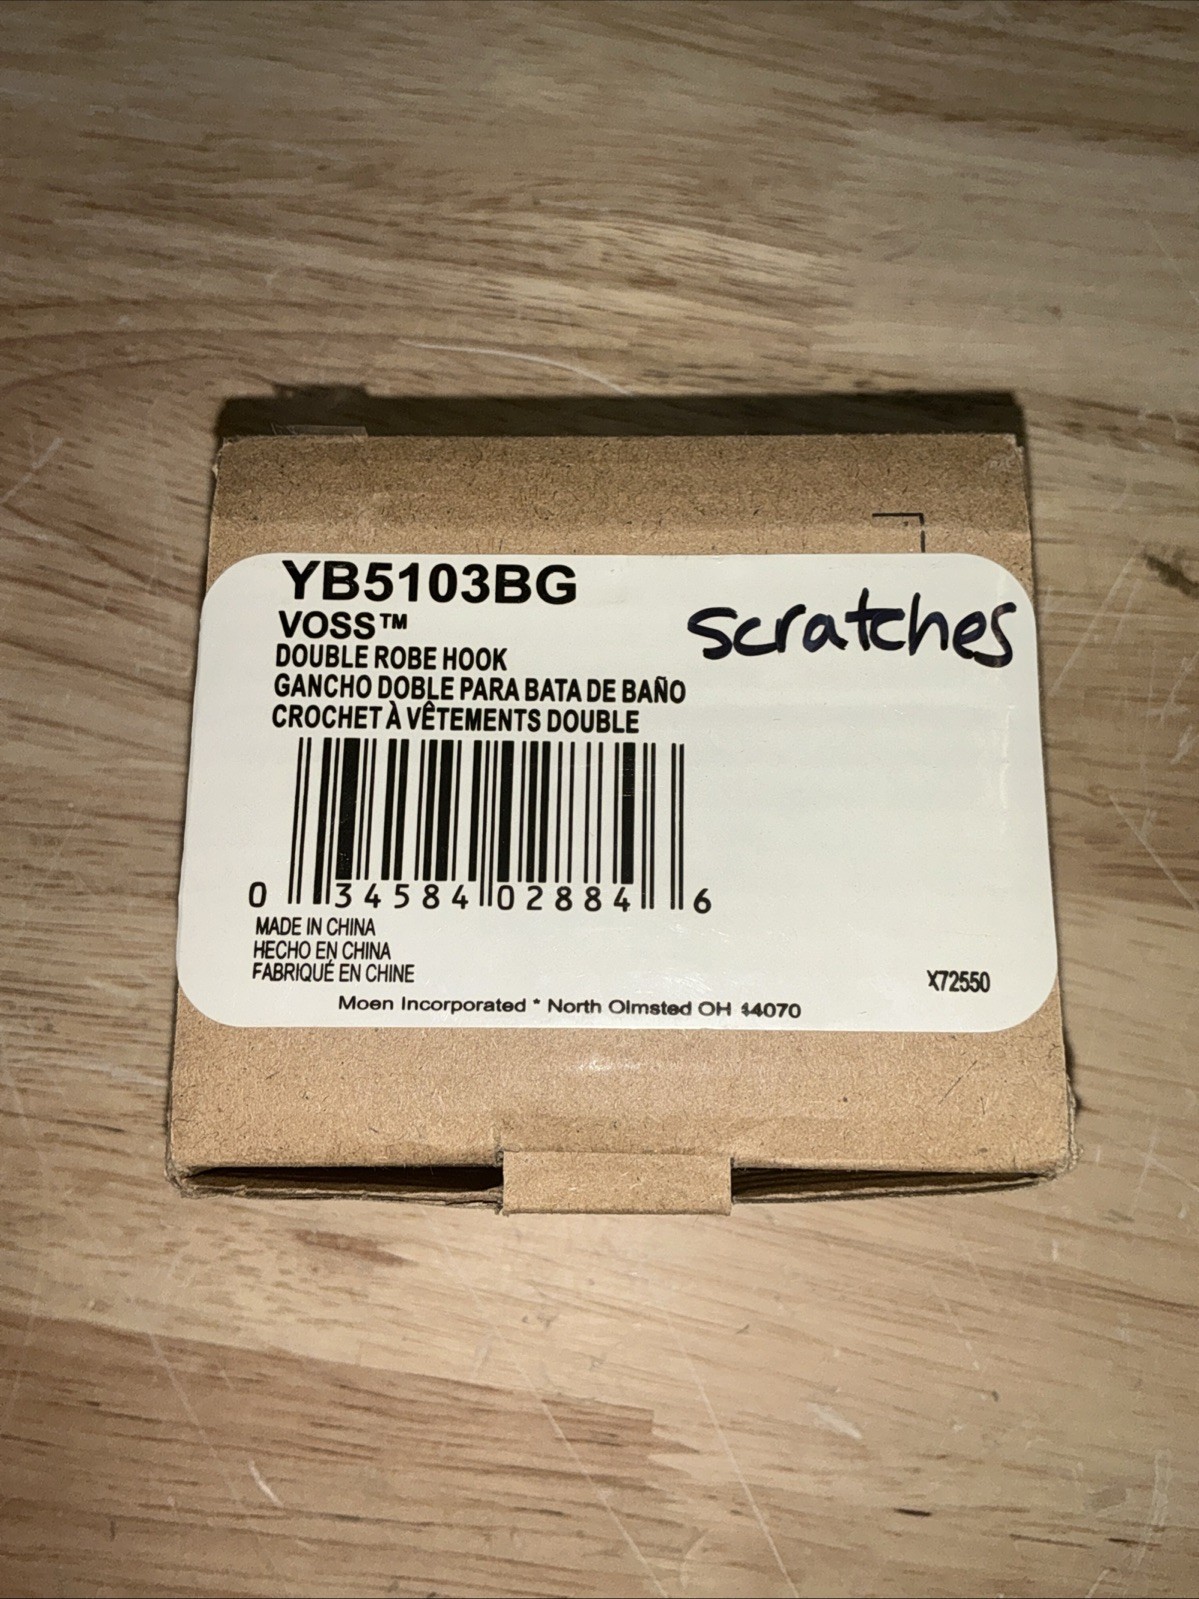 YB5103BG
VOSS™
scratches
DOUBLE ROBE HOOK
GANCHO DOBLE PARA BATA DE BAÑO
CROCHET À VÊTEMENTS DOUBLE
0 34584 02884 6
MADE IN CHINA
HECHO EN CHINA
FABRIQUÉ EN CHINE
X72550
Moen Incorporated * North Olmsted OH 44070